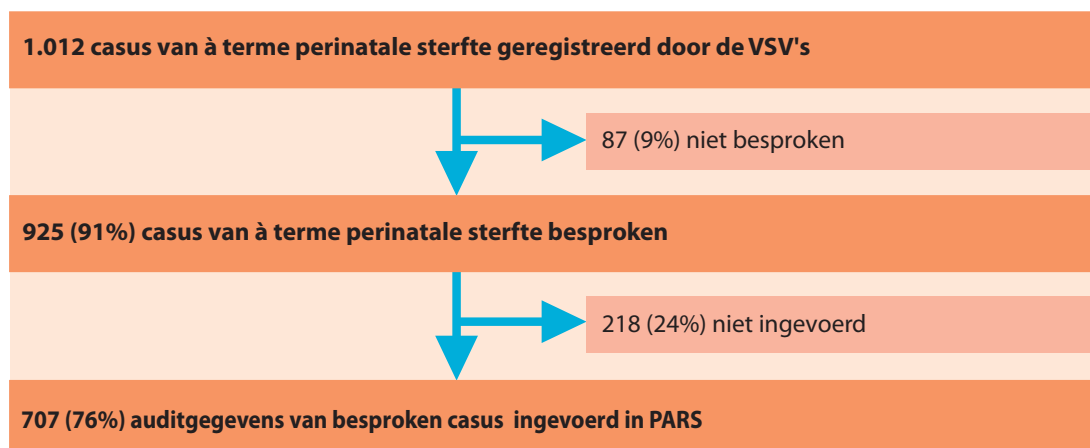 1.012 casus van à terme perinatale sterfte geregistreerd door de VSV's
87 (9%) niet besproken
925 (91%) casus van à terme perinatale sterfte besproken
218 (24%) niet ingevoerd
707 (76%) auditgegevens van besproken casus ingevoerd in PARS